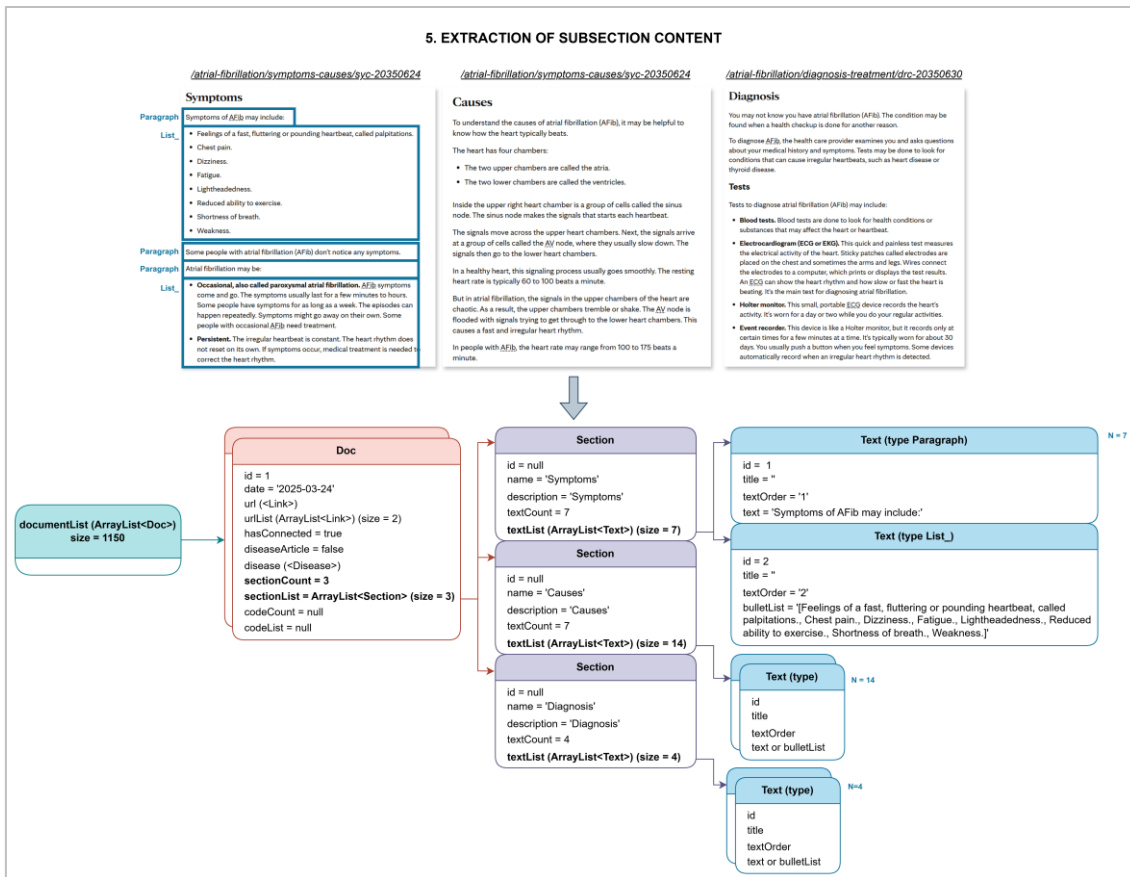 5. EXTRACTION OF SUBSECTION CONTENT
/atrial-fibrillation/symptoms-causes/syc-20350624
Symptoms
Paragraph
Symptoms of AFib may include:
List_
• Feelings of a fast, fluttering or pounding heartbeat, called palpitations.
• Chest pain.
• Dizziness.
• Fatigue.
• Lightheadedness.
• Reduced ability to exercise.
• Shortness of breath.
• Weakness.
Paragraph
Some people with atrial fibrillation (AFib) don't notice any symptoms.
Paragraph
Atrial fibrillation may be:
List_
• Occasional, also called paroxysmal atrial fibrillation. AFib symptoms
come and go. The symptoms usually last for a few minutes to hours.
Some people have symptoms for as long as a week. The episodes can
happen repeatedly. Symptoms might go away on their own. Some
people with occasional AFib need treatment.
• Persistent. The irregular heartbeat is constant. The heart rhythm does
not reset on its own. If symptoms occur, medical treatment is needed to
correct the heart rhythm.
/atrial-fibrillation/symptoms-causes/syc-20350624
Causes
To understand the causes of atrial fibrillation (AFib), it may be helpful to
know how the heart typically beats.
The heart has four chambers:
• The two upper chambers are called the atria.
• The two lower chambers are called the ventricles.
Inside the upper right heart chamber is a group of cells called the sinus
node. The sinus node makes the signals that starts each heartbeat.
The signals move across the upper heart chambers. Next, the signals arrive
at a group of cells called the AV node, where they usually slow down. The
signals then go to the lower heart chambers.
In a healthy heart, this signaling process usually goes smoothly. The resting
heart rate is typically 60 to 100 beats a minute.
But in atrial fibrillation, the signals in the upper chambers of the heart are
chaotic. As a result, the upper chambers tremble or shake. The AV node is
flooded with signals trying to get through to the lower heart chambers. This
causes a fast and irregular heart rhythm.
In people with AFib, the heart rate may range from 100 to 175 beats a
minute.
/atrial-fibrillation/diagnosis-treatment/drc-20350630
Diagnosis
You may not know you have atrial fibrillation (AFib). The condition may be
found when a health checkup is done for another reason.
To diagnose AFib, the health care provider examines you and asks questions
about your medical history and symptoms. Tests may be done to look for
conditions that can cause irregular heartbeats, such as heart disease or
thyroid disease.
Tests
Tests to diagnose atrial fibrillation (AFib) may include:
• Blood tests. Blood tests are done to look for health conditions or
substances that may affect the heart or heartbeat.
• Electrocardiogram (ECG or EKG). This quick and painless test measures
the electrical activity of the heart. Sticky patches called electrodes are
placed on the chest and sometimes the arms and legs. Wires connect
the electrodes to a computer, which prints or displays the test results.
An ECG can show the heart rhythm and how slow or fast the heart is
beating. It's the main test for diagnosing atrial fibrillation.
• Holter monitor. This small, portable ECG device records the heart's
activity. It's worn for a day or two while you do your regular activities.
• Event recorder. This device is like a Holter monitor, but it records only at
certain times for a few minutes at a time. It's typically worn for about 30
days. You usually push a button when you feel symptoms. Some devices
automatically record when an irregular heart rhythm is detected.
documentList (ArrayList<Doc>)
size = 1150
Doc
id = 1
date = '2025-03-24'
url (<Link>)
urlList (ArrayList<Link>) (size = 2)
hasConnected = true
diseaseArticle = false
disease (<Disease>)
sectionCount = 3
sectionList = ArrayList<Section> (size = 3)
codeCount = null
codeList = null
Section
id = null
name = 'Symptoms'
description = 'Symptoms'
textCount = 7
textList (ArrayList<Text>) (size = 7)
Section
id = null
name = 'Causes'
description = 'Causes'
textCount = 7
textList (ArrayList<Text>) (size = 14)
Section
id = null
name = 'Diagnosis'
description = 'Diagnosis'
textCount = 4
textList (ArrayList<Text>) (size = 4)
Text (type Paragraph)
N = 7
id = 1
title = ''
textOrder = '1'
text = 'Symptoms of AFib may include:'
Text (type List_)
id = 2
title = ''
textOrder = '2'
bulletList = '[Feelings of a fast, fluttering or pounding heartbeat, called
palpitations., Chest pain., Dizziness., Fatigue., Lightheadedness., Reduced
ability to exercise., Shortness of breath., Weakness.]'
Text (type)
N = 14
id
title
textOrder
text or bulletList
Text (type)
N=4
id
title
textOrder
text or bulletList